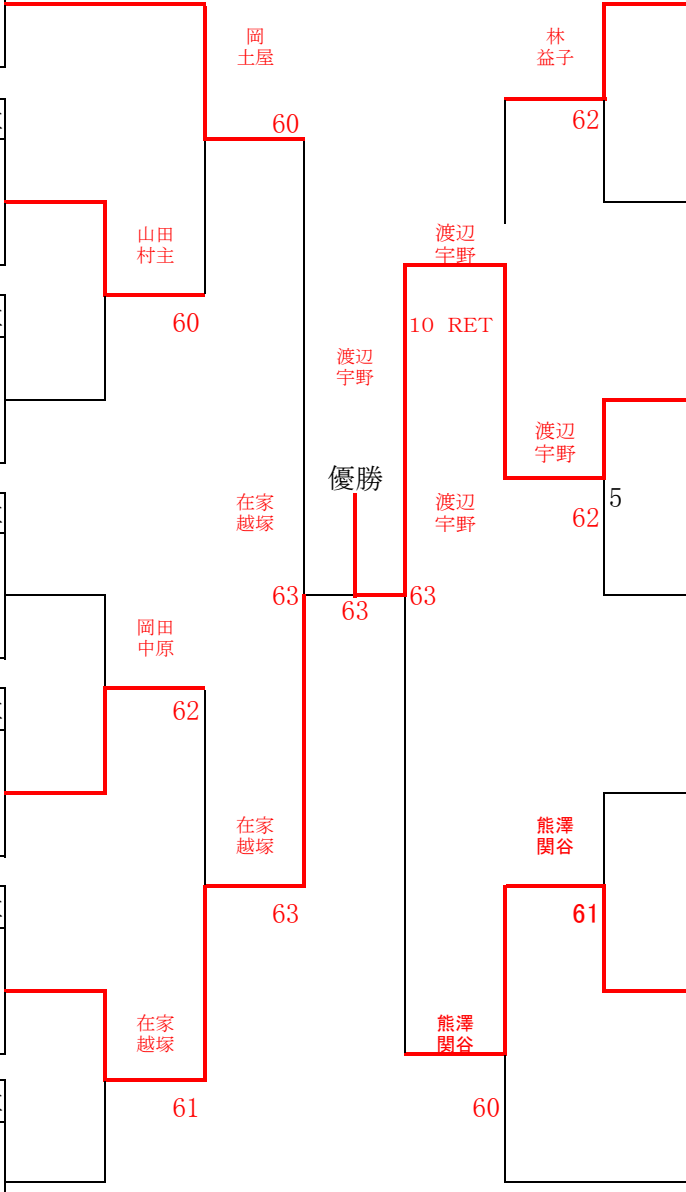 岡
土屋
林
益子
60
62
山田
村主
渡辺
宇野
60
10 RET
渡辺
宇野
渡辺
宇野
優勝
在家
越塚
渡辺
宇野
62
5
63
63
63
岡田
中原
62
在家
越塚
熊澤
関谷
63
61
在家
越塚
熊澤
関谷
61
60